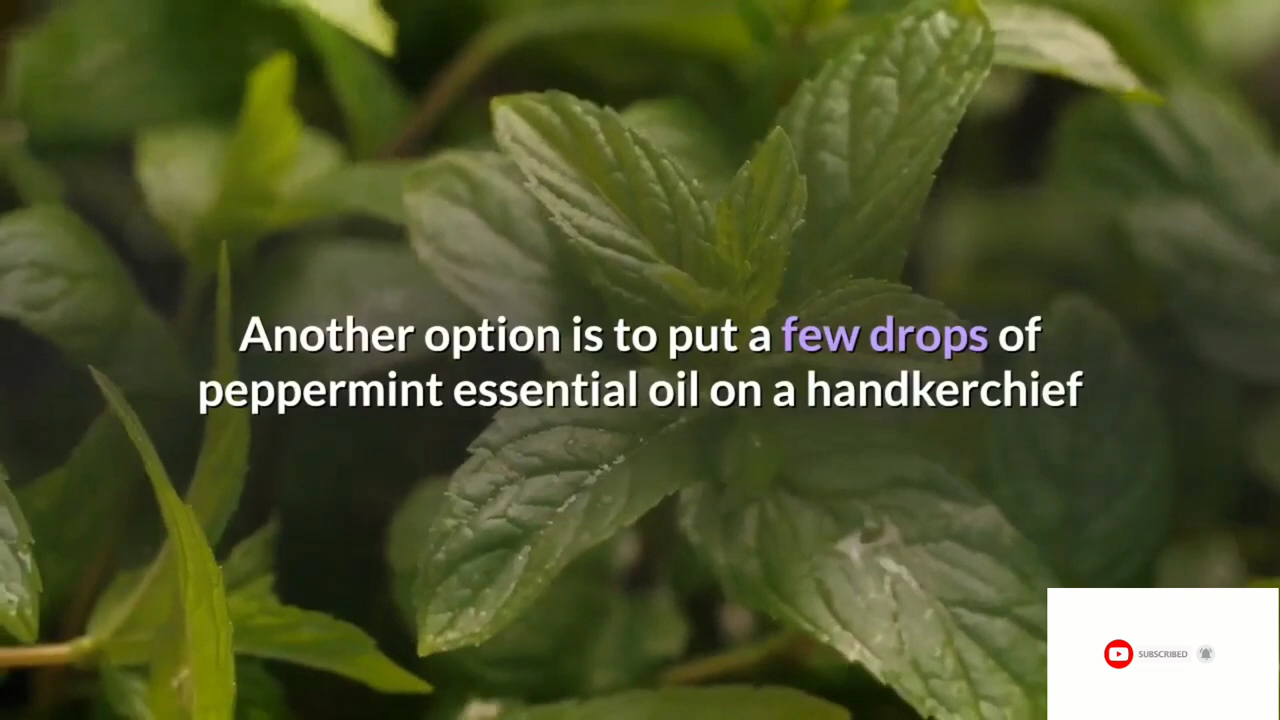 Another option is to put a few drops of
peppermint essential oil on a handkerchief
SUBSCRIBED